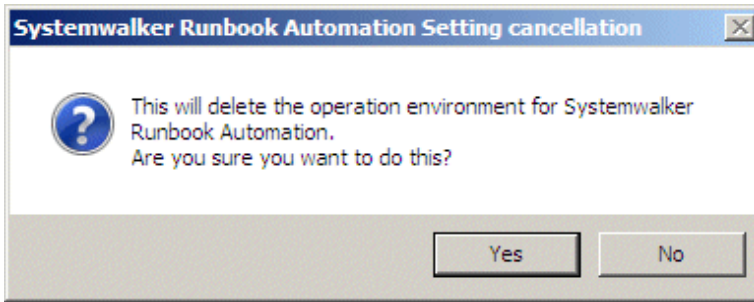 Systemwalker Runbook Automation Setting cancellation
This will delete the operation environment for Systemwalker
Runbook Automation.
Are you sure you want to do this?
Yes No